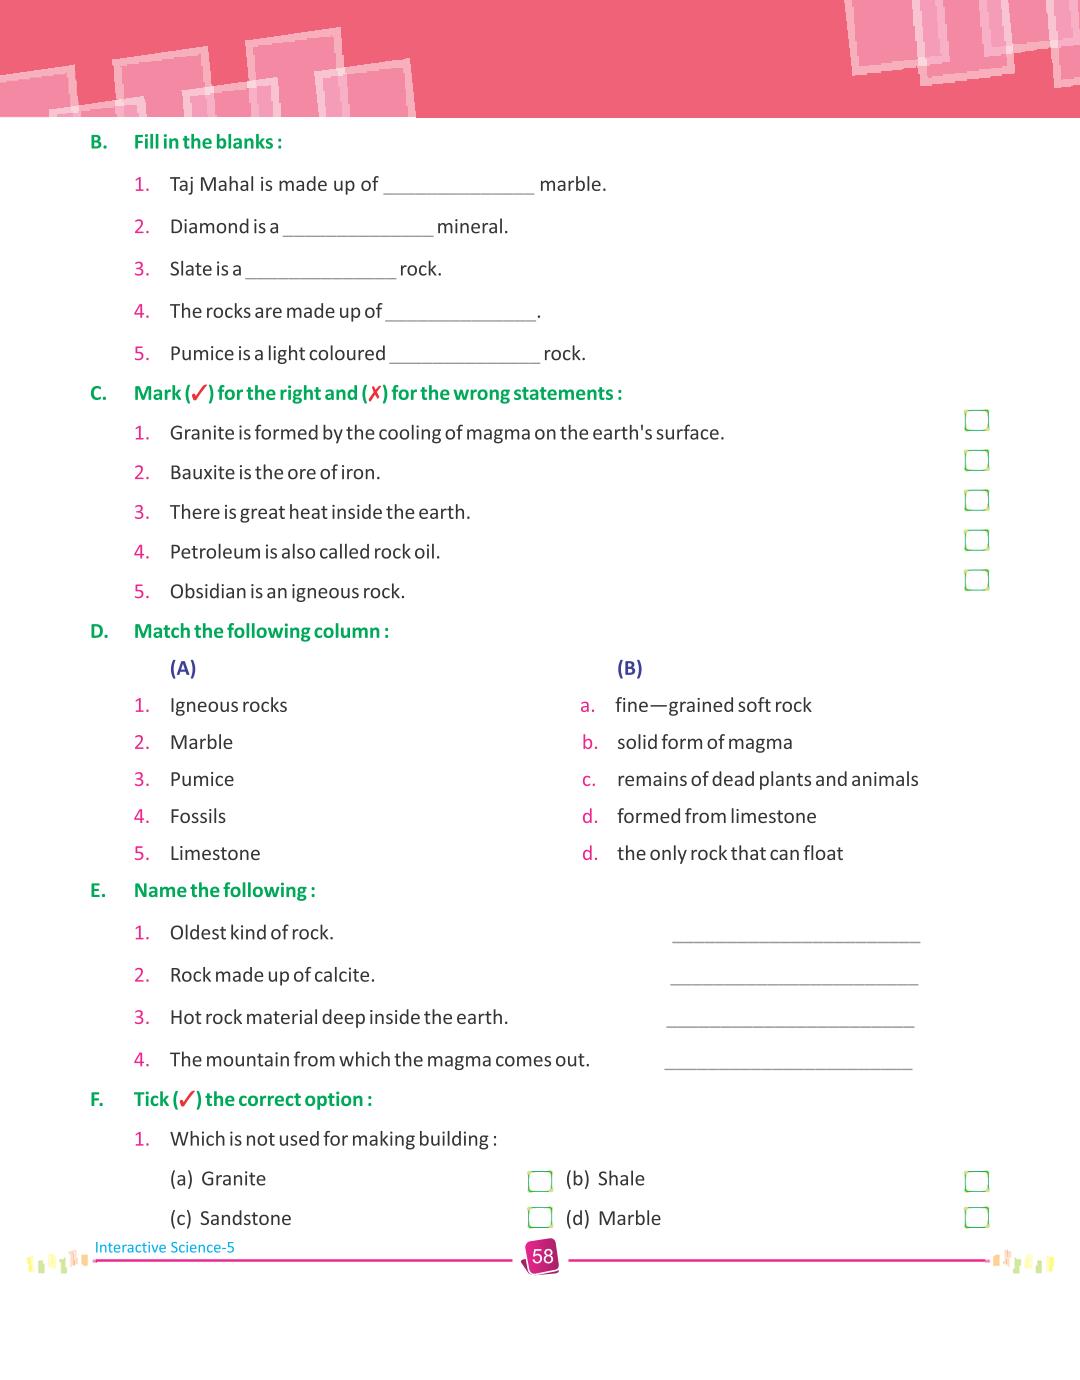 B. Fill in the blanks :
1. Taj Mahal is made up of ______________ marble.
2. Diamond is a ______________ mineral.
3. Slate is a ______________ rock.
4. The rocks are made up of ______________.
5. Pumice is a light coloured ______________ rock.
C. Mark (✓) for the right and (✗) for the wrong statements :
1. Granite is formed by the cooling of magma on the earth's surface.
2. Bauxite is the ore of iron.
3. There is great heat inside the earth.
4. Petroleum is also called rock oil.
5. Obsidian is an igneous rock.
D. Match the following column :
(A) (B)
1. Igneous rocks a. fine—grained soft rock
2. Marble b. solid form of magma
3. Pumice c. remains of dead plants and animals
4. Fossils d. formed from limestone
5. Limestone d. the only rock that can float
E. Name the following :
1. Oldest kind of rock. _______________________
2. Rock made up of calcite. _______________________
3. Hot rock material deep inside the earth. _______________________
4. The mountain from which the magma comes out. _______________________
F. Tick (✓) the correct option :
1. Which is not used for making building :
(a) Granite (b) Shale
(c) Sandstone (d) Marble
Interactive Science-5
58